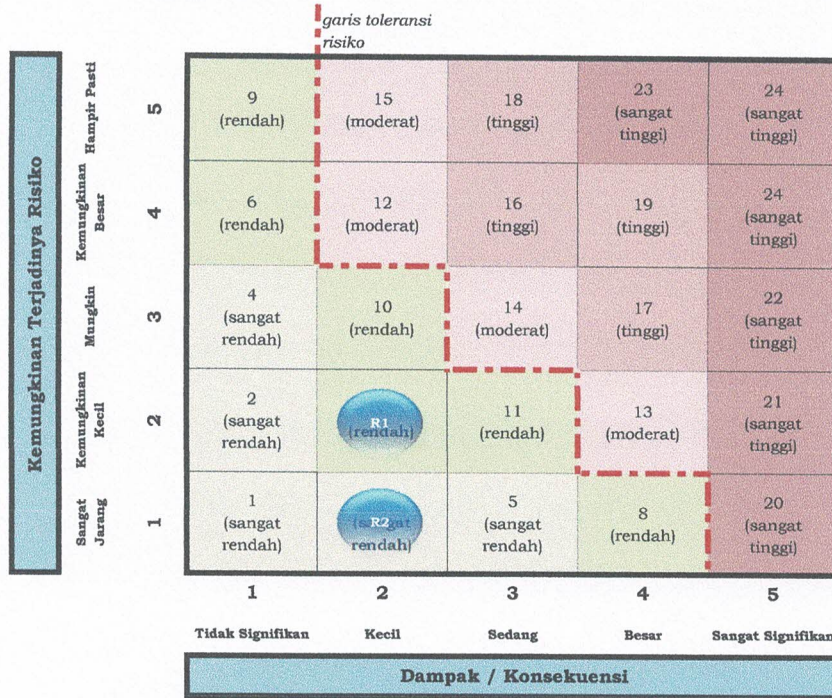 garis toleransi
risiko
Kemungkinan Terjadinya Risiko
Hampir Pasti
5
9
(rendah)
15
(moderat)
18
(tinggi)
23
(sangat
tinggi)
24
(sangat
tinggi)
Kemungkinan
Besar
4
6
(rendah)
12
(moderat)
16
(tinggi)
19
(tinggi)
24
(sangat
tinggi)
Mungkin
3
4
(sangat
rendah)
10
(rendah)
14
(moderat)
17
(tinggi)
22
(sangat
tinggi)
Kemungkinan
Kecil
2
2
(sangat
rendah)
R1
(rendah)
11
(rendah)
13
(moderat)
21
(sangat
tinggi)
Sangat
Jarang
1
1
(sangat
rendah)
R2
(sangat
rendah)
5
(sangat
rendah)
8
(rendah)
20
(sangat
tinggi)
1 2 3 4 5
Tidak Signifikan Kecil Sedang Besar Sangat Signifikan
Dampak / Konsekuensi